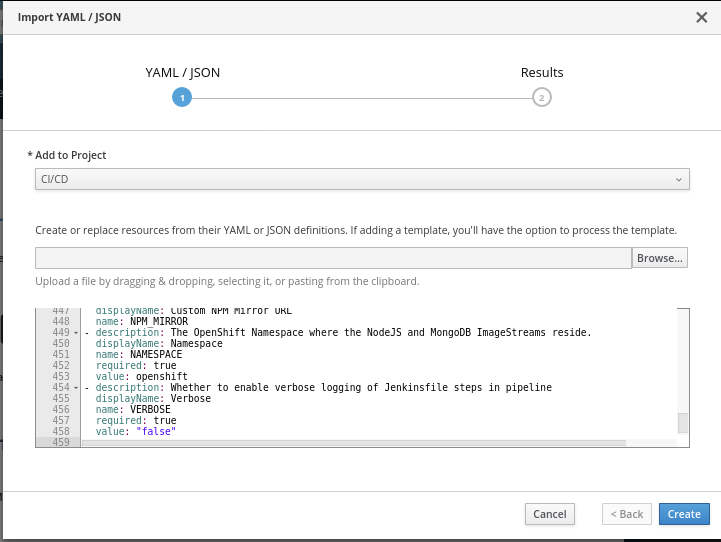 Import YAML / JSON
YAML / JSON
Results
1
2
* Add to Project
CI/CD
Create or replace resources from their YAML or JSON definitions. If adding a template, you'll have the option to process the template.
Browse...
Upload a file by dragging & dropping, selecting it, or pasting from the clipboard.
447 displayName: Custom NPM Mirror URL
448 name: NPM_MIRROR
449 - description: The OpenShift Namespace where the NodeJS and MongoDB ImageStreams reside.
450 displayName: Namespace
451 name: NAMESPACE
452 required: true
453 value: openshift
454 - description: Whether to enable verbose logging of Jenkinsfile steps in pipeline
455 displayName: Verbose
456 name: VERBOSE
457 required: true
458 value: "false"
459
Cancel
< Back
Create